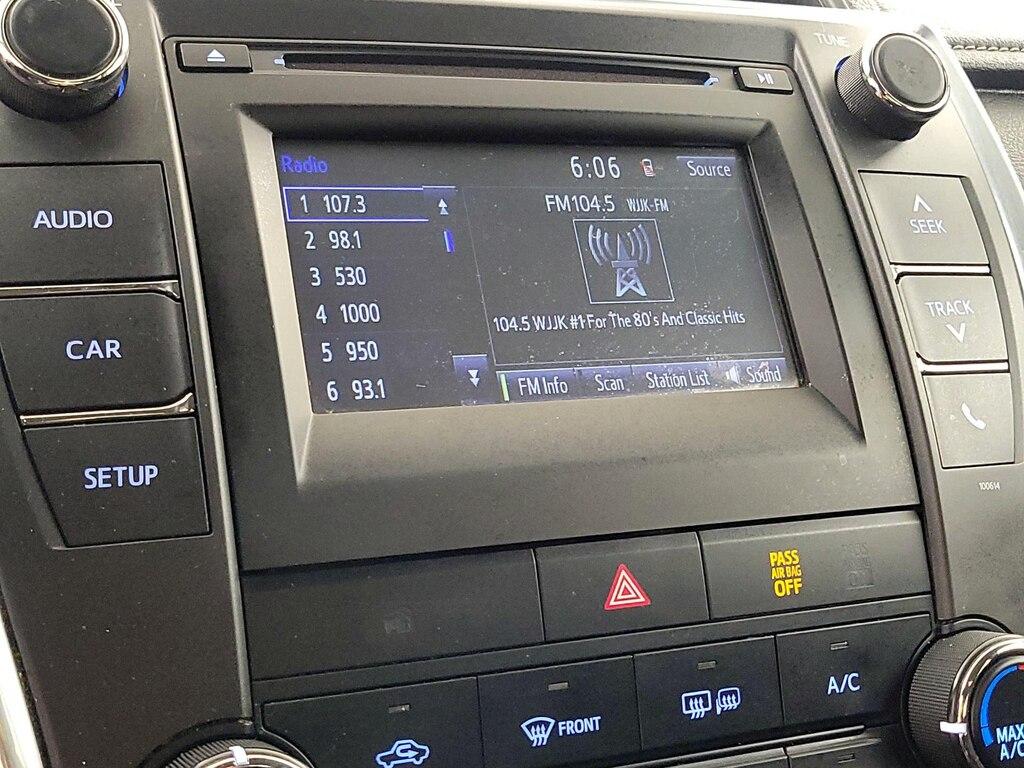 TUNE
Radio
6:06
Source
1 107.3
2 98.1
3 530
4 1000
5 950
6 93.1
FM104.5 WJJK-FM
104.5 WJJK #1 For The 80's And Classic Hits
FM Info
Scan
Station List
Sound
AUDIO
CAR
SETUP
SEEK
TRACK
100614
PASS
AIR BAG
OFF
FRONT
A/C
MAX
A/C